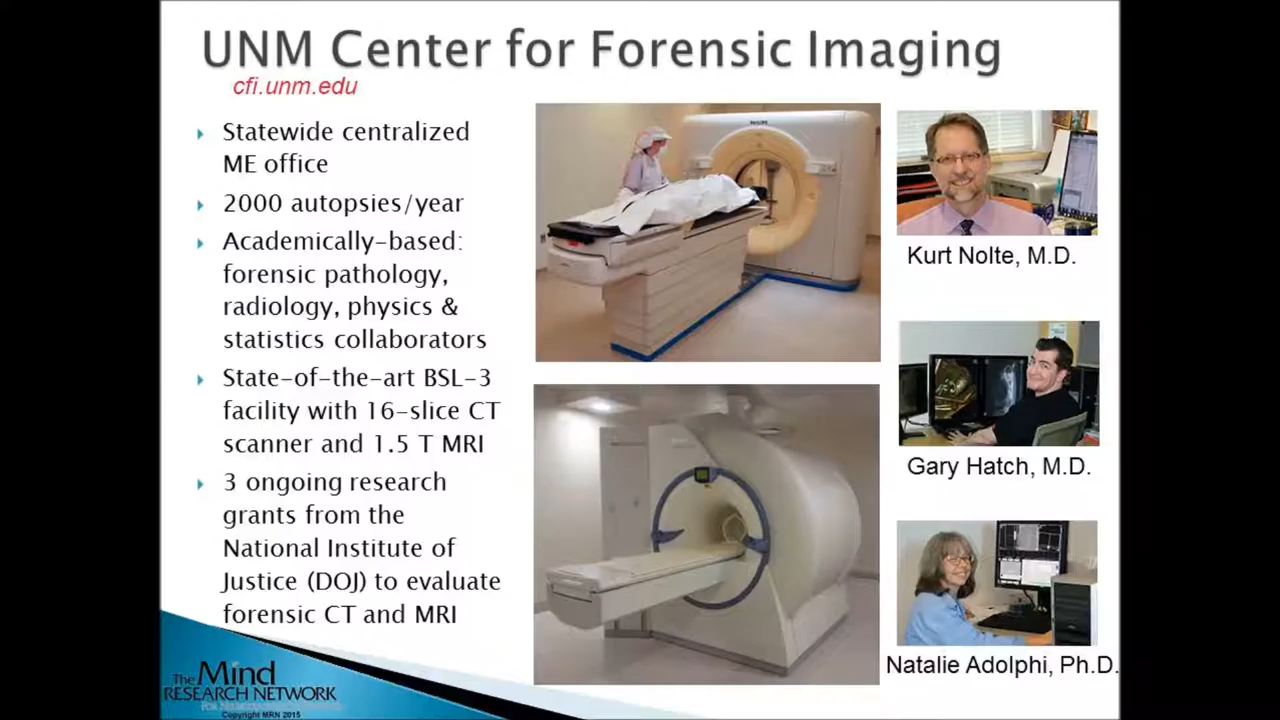 UNM Center for Forensic Imaging
cfi.unm.edu
Statewide centralized
ME office
2000 autopsies/year
Academically-based:
forensic pathology,
radiology, physics &
statistics collaborators
State-of-the-art BSL-3
facility with 16-slice CT
scanner and 1.5 T MRI
3 ongoing research
grants from the
National Institute of
Justice (DOJ) to evaluate
forensic CT and MRI
PHILIPS
Kurt Nolte, M.D.
Gary Hatch, M.D.
Natalie Adolphi, Ph.D.
The Mind
RESEARCH NETWORK
Copyright MRN 2015